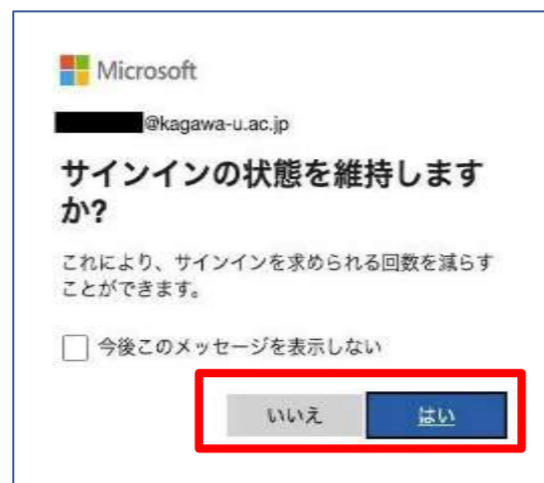 Microsoft
@kagawa-u.ac.jp
サインインの状態を維持します
か?
これにより、サインインを求められる回数を減らす
ことができます。
今後このメッセージを表示しない
いいえ はい